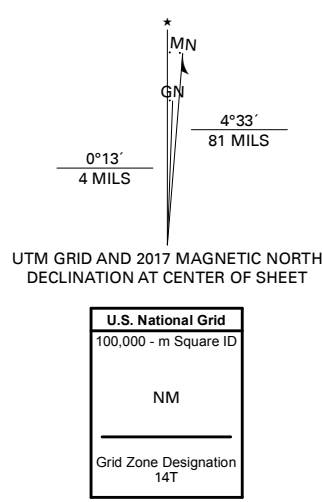 ★
MN
GN
4°33´
81 MILS
0°13´
4 MILS
UTM GRID AND 2017 MAGNETIC NORTH
DECLINATION AT CENTER OF SHEET
U.S. National Grid
100,000 - m Square ID
NM
Grid Zone Designation
14T